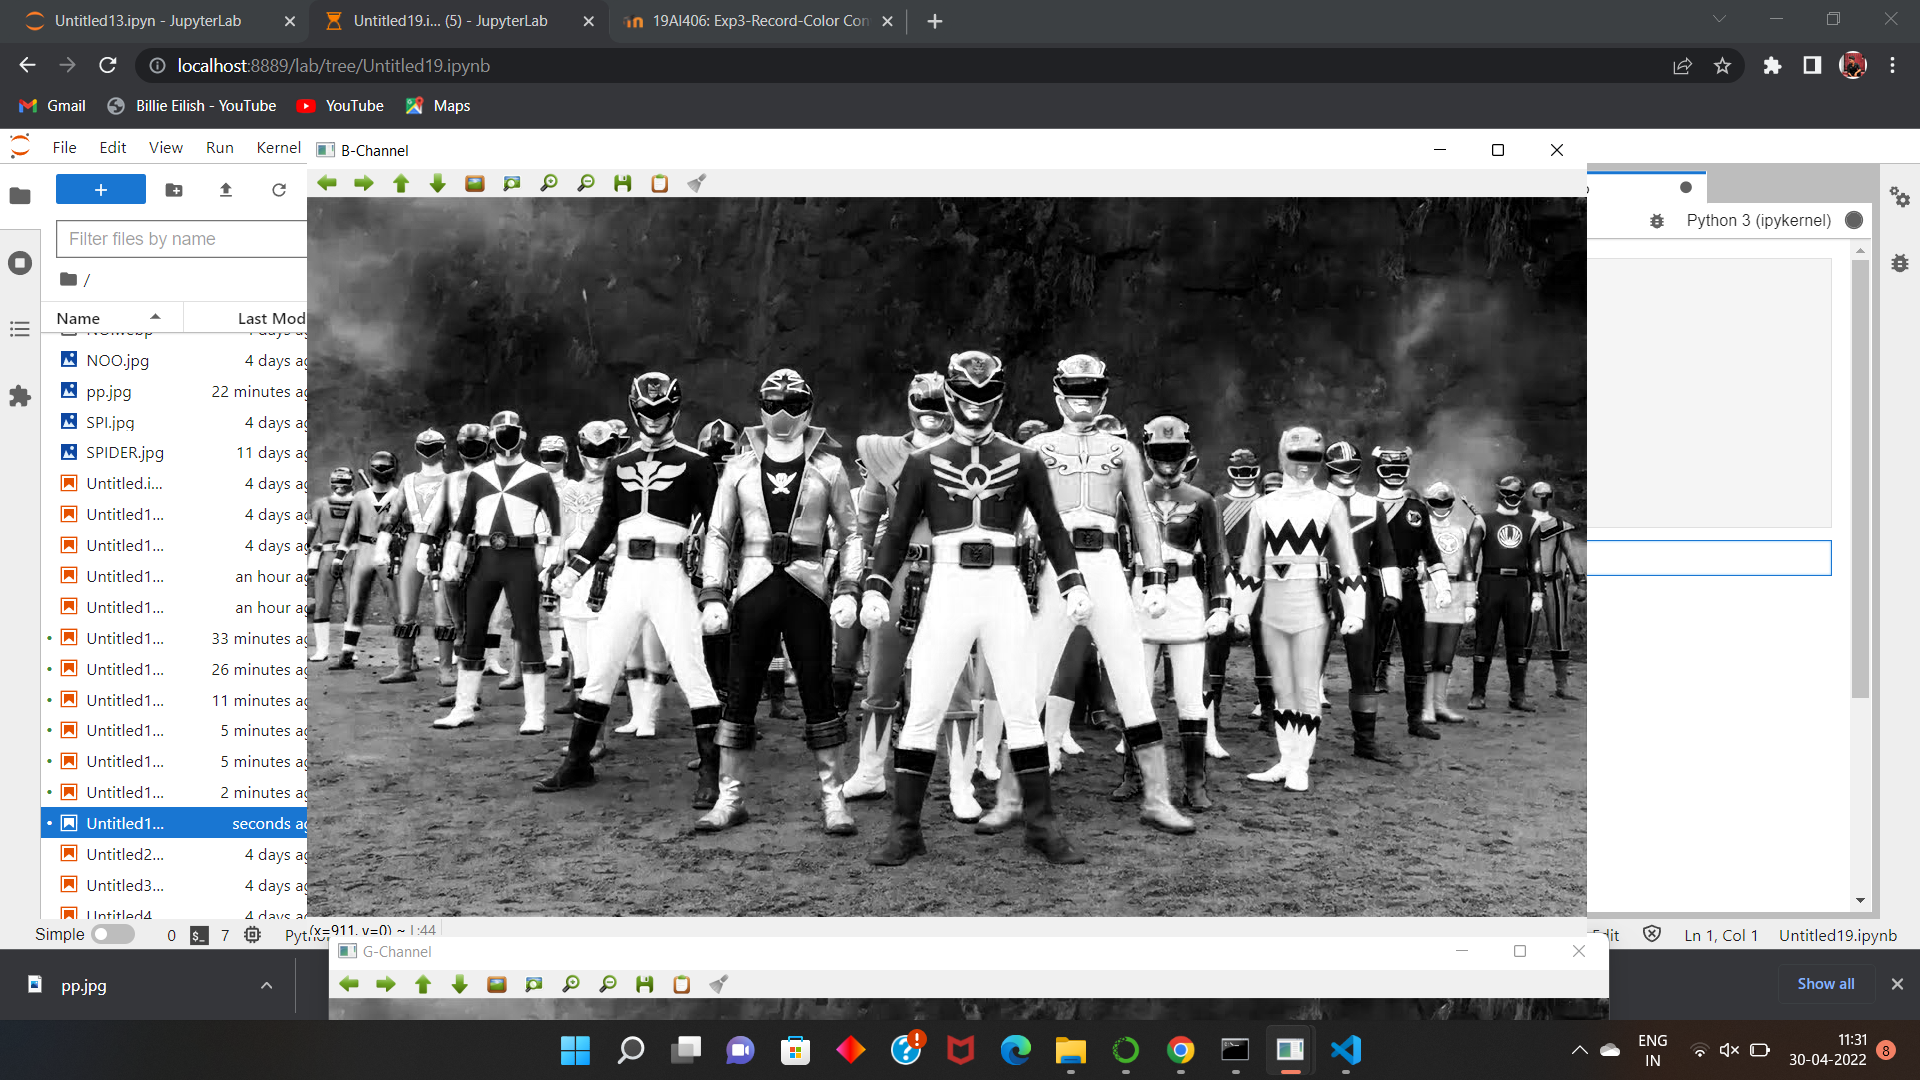 Untitled13.ipyn - JupyterLab
Untitled19.i... (5) - JupyterLab
19AI406: Exp3-Record-Color Con
localhost:8889/lab/tree/Untitled19.ipynb
Gmail
Billie Eilish - YouTube
YouTube
Maps
File Edit View Run Kernel
B-Channel
Python 3 (ipykernel)
Filter files by name
/
Name Last Mod
NOO.jpg 4 days ag
pp.jpg 22 minutes ag
SPI.jpg 4 days ag
SPIDER.jpg 11 days ag
Untitled.i... 4 days ag
Untitled1... 4 days ag
Untitled1... 4 days ag
Untitled1... an hour ag
Untitled1... an hour ag
Untitled1... 33 minutes ag
Untitled1... 26 minutes ag
Untitled1... 11 minutes ag
Untitled1... 5 minutes ag
Untitled1... 5 minutes ag
Untitled1... 2 minutes ag
Untitled1... seconds ag
Untitled2... 4 days ag
Untitled3... 4 days ag
Untitled4 4 days ag
(x=911, y=0) ~ L:44
Simple 0 7 Ln 1, Col 1 Untitled19.ipynb
G-Channel
pp.jpg
Show all
ENG
IN
11:31
30-04-2022
8